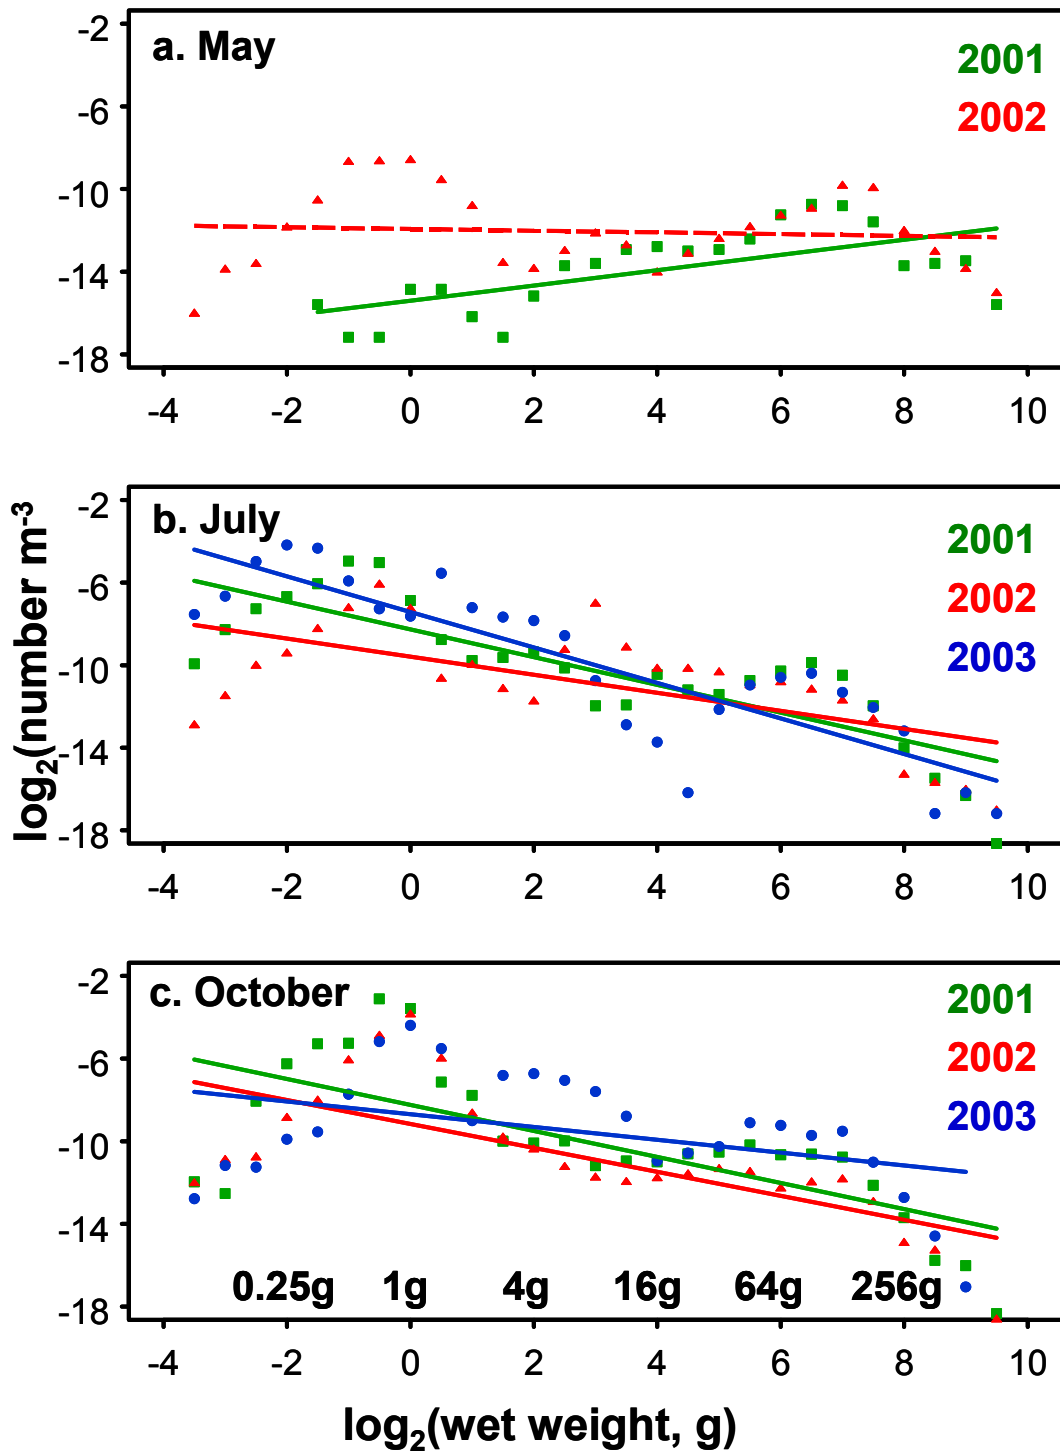 a. May
2001
2002
-2
-6
-10
-14
-18
-4 -2 0 2 4 6 8 10
b. July
2001
2002
2003
-2
-6
-10
-14
-18
-4 -2 0 2 4 6 8 10
log₂(number m⁻³
c. October
2001
2002
2003
-2
-6
-10
-14
-18
0.25g 1g 4g 16g 64g 256g
-4 -2 0 2 4 6 8 10
log₂(wet weight, g)